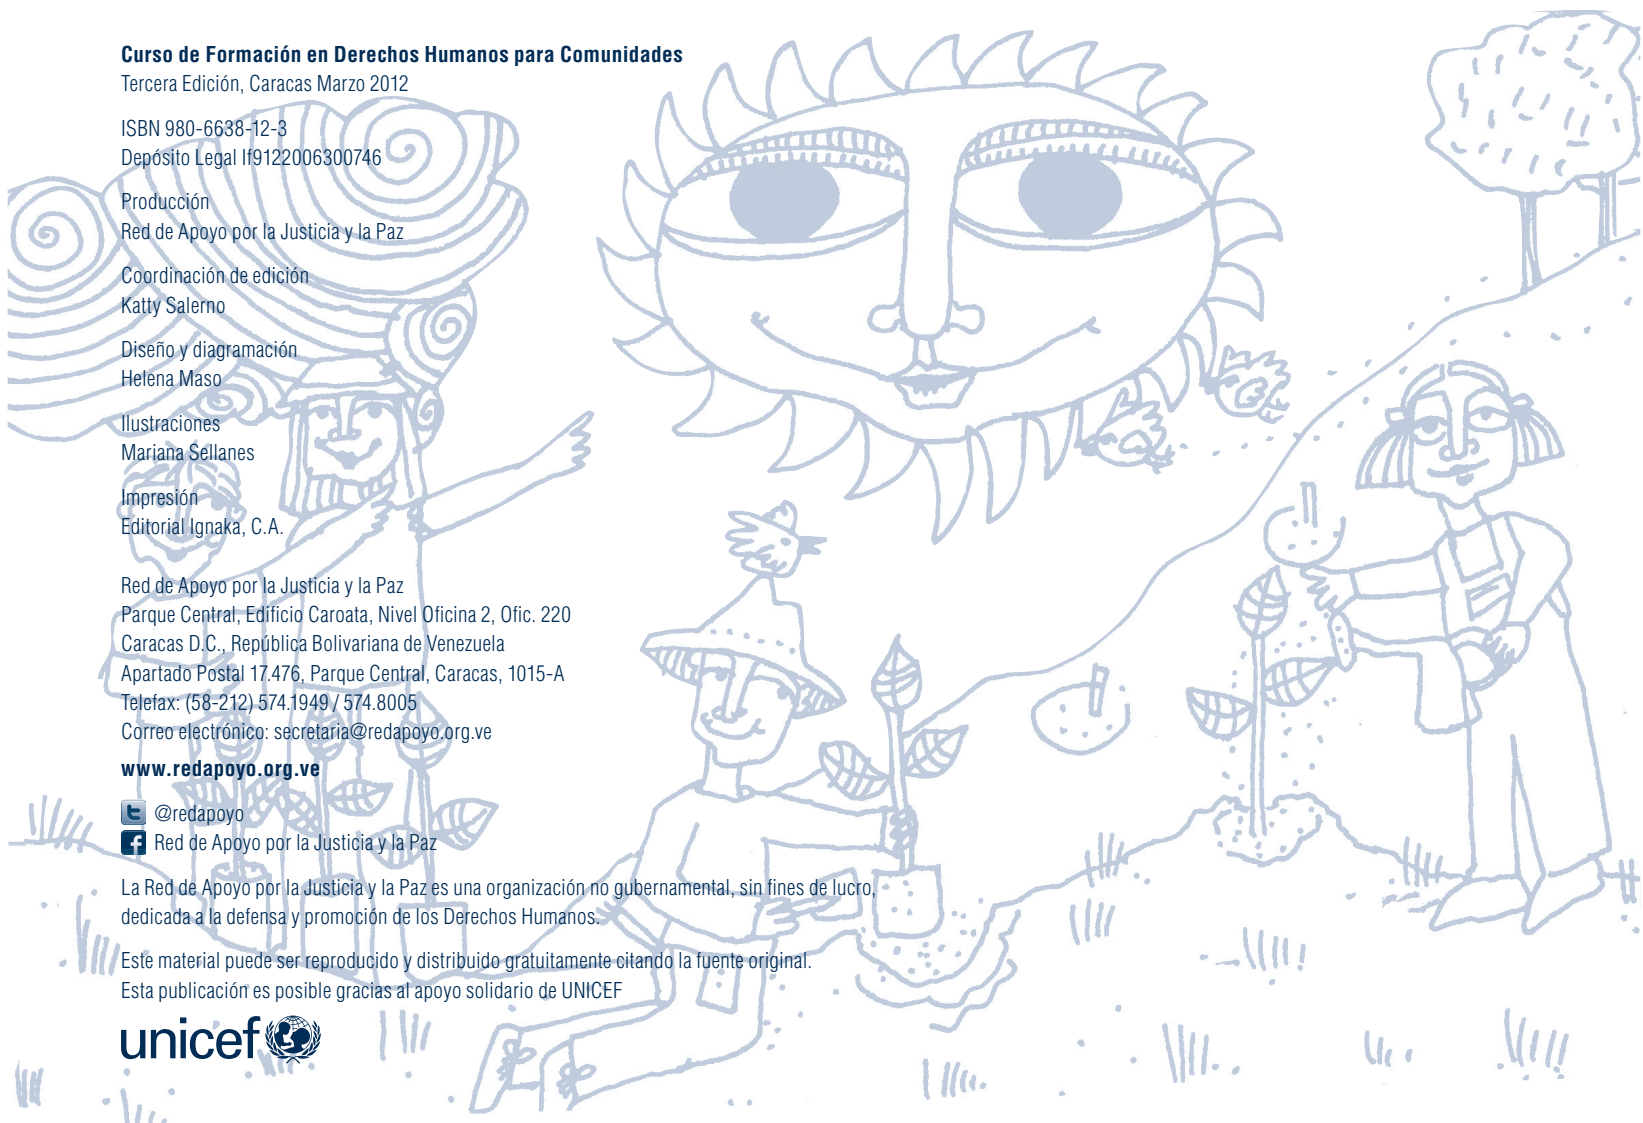 Curso de Formación en Derechos Humanos para Comunidades
Tercera Edición, Caracas Marzo 2012
ISBN 980-6638-12-3
Depósito Legal lf9122006300746
Producción
Red de Apoyo por la Justicia y la Paz
Coordinación de edición
Katty Salerno
Diseño y diagramación
Helena Maso
Ilustraciones
Mariana Sellanes
Impresión
Editorial Ignaka, C.A.
Red de Apoyo por la Justicia y la Paz
Parque Central, Edificio Caroata, Nivel Oficina 2, Ofic. 220
Caracas D.C., República Bolivariana de Venezuela
Apartado Postal 17.476, Parque Central, Caracas, 1015-A
Telefax: (58-212) 574.1949 / 574.8005
Correo electrónico: secretaria@redapoyo.org.ve
www.redapoyo.org.ve
@redapoyo
Red de Apoyo por la Justicia y la Paz
La Red de Apoyo por la Justicia y la Paz es una organización no gubernamental, sin fines de lucro,
dedicada a la defensa y promoción de los Derechos Humanos.
Este material puede ser reproducido y distribuido gratuitamente citando la fuente original.
Esta publicación es posible gracias al apoyo solidario de UNICEF
unicef